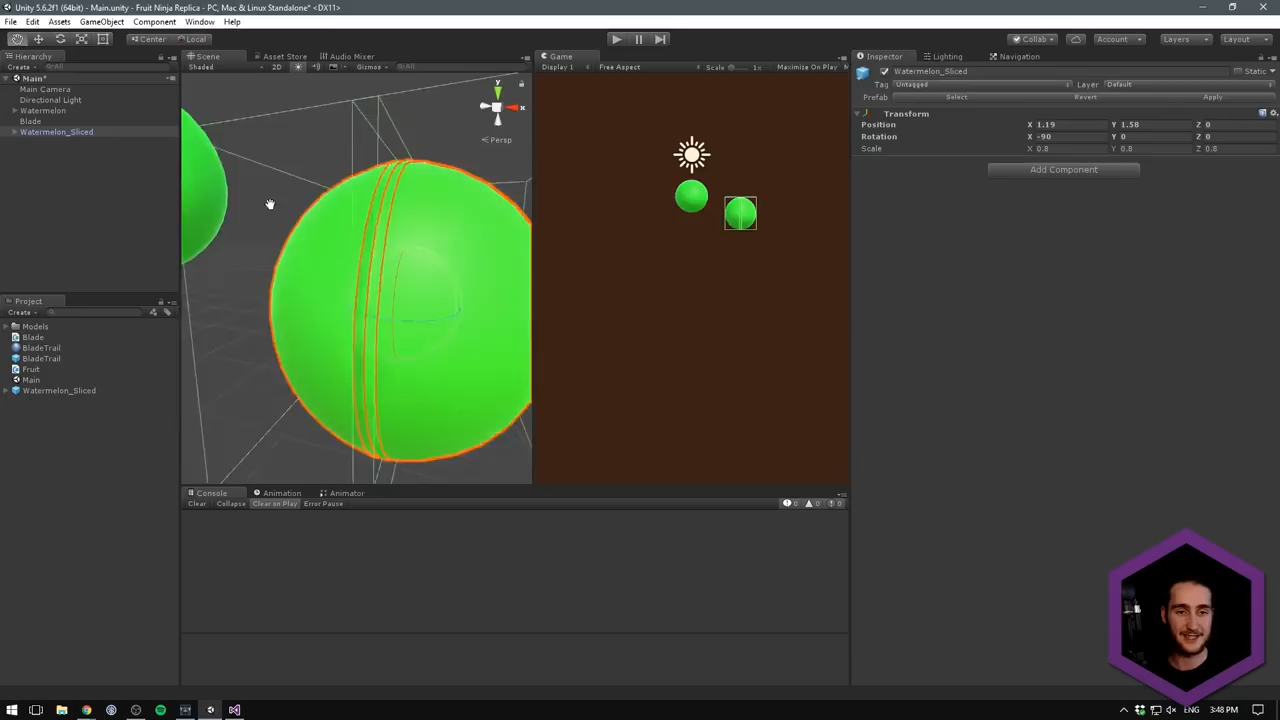 Unity 5.6.2f1 (64bit) - Main.unity - Fruit Ninja Replica - PC, Mac & Linux Standalone* <DX11>
File Edit Assets GameObject Component Window Help
Center Local Collab Account Layers Layout
Hierarchy Scene Asset Store Audio Mixer Game Inspector Lighting Navigation
Create All Shaded 2D Gizmos All Display 1 Free Aspect Scale 1x Maximize On Play
Watermelon_Sliced Static
Main*
Tag Untagged Layer Default
Main Camera
Prefab Select Revert Apply
Directional Light
Watermelon
Blade
Watermelon_Sliced
y
x
Persp
Transform
Position X 1.19 Y 1.58 Z 0
Rotation X -90 Y 0 Z 0
Scale X 0.8 Y 0.8 Z 0.8
Add Component
Project
Create
Models
Blade
BladeTrail
BladeTrail
Fruit
Main
Watermelon_Sliced
Console Animation Animator
Clear Collapse Clear on Play Error Pause 0 0 0
ENG 3:48 PM